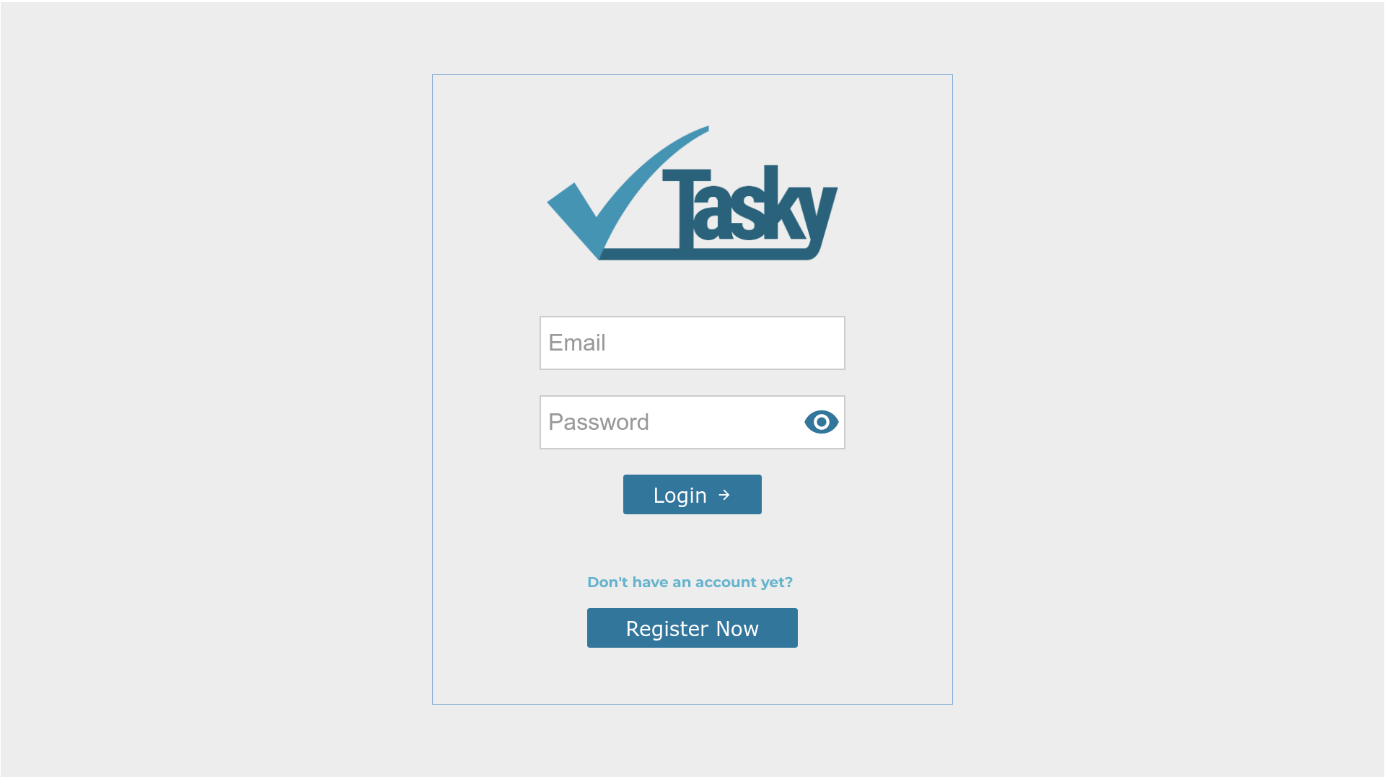 Tasky
Email
Password
Login →
Don't have an account yet?
Register Now